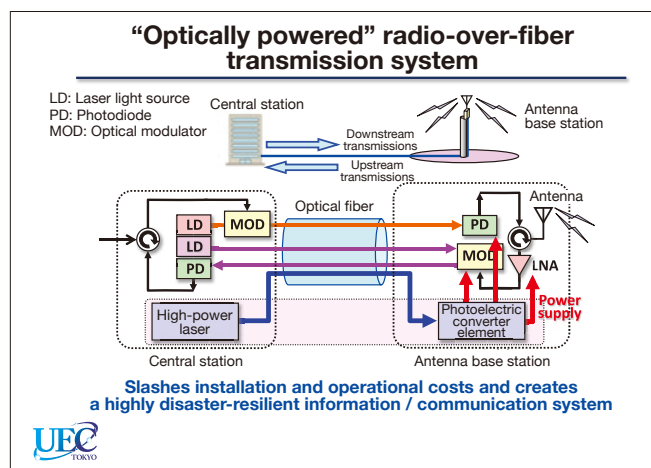 “Optically powered” radio-over-fiber
transmission system
LD: Laser light source
PD: Photodiode
MOD: Optical modulator
Central station
Downstream
transmissions
Upstream
transmissions
Antenna
base station
Optical fiber
Antenna
LD
MOD
LD
PD
PD
MOD
LNA
Power
supply
High-power
laser
Photoelectric
converter
element
Central station
Antenna base station
Slashes installation and operational costs and creates
a highly disaster-resilient information / communication system
UEC
TOKYO